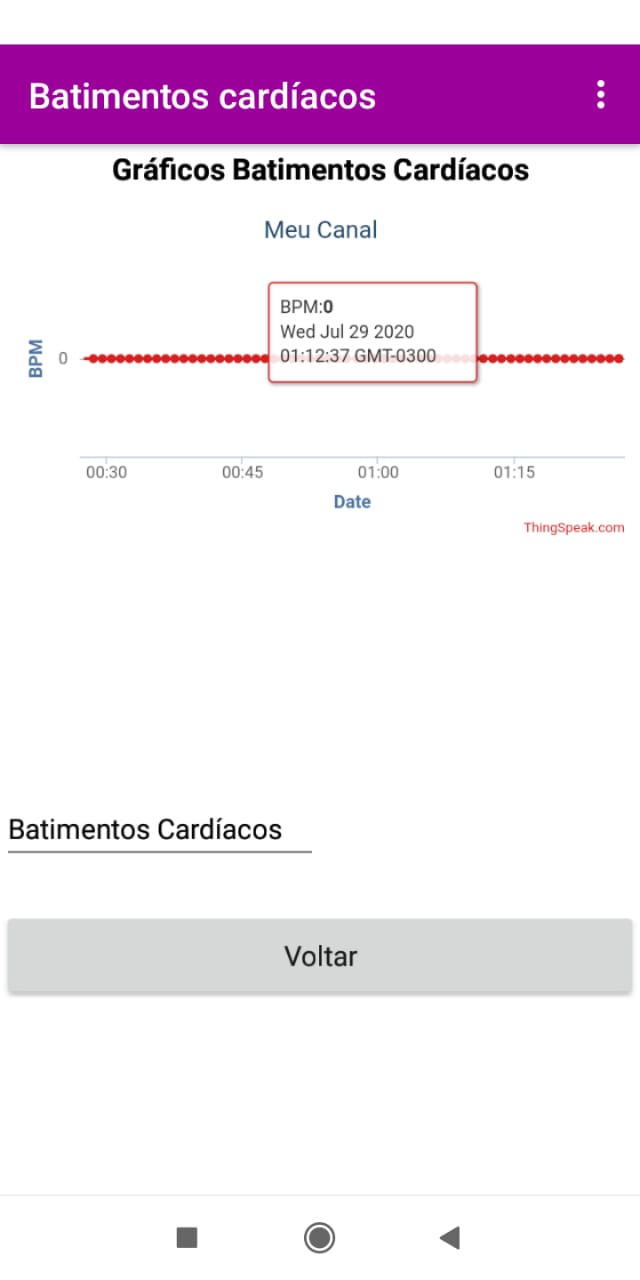 Batimentos cardíacos
Gráficos Batimentos Cardíacos
Meu Canal
BPM:0
Wed Jul 29 2020
01:12:37 GMT-0300
BPM
0
00:30 00:45 01:00 01:15
Date
ThingSpeak.com
Batimentos Cardíacos
Voltar